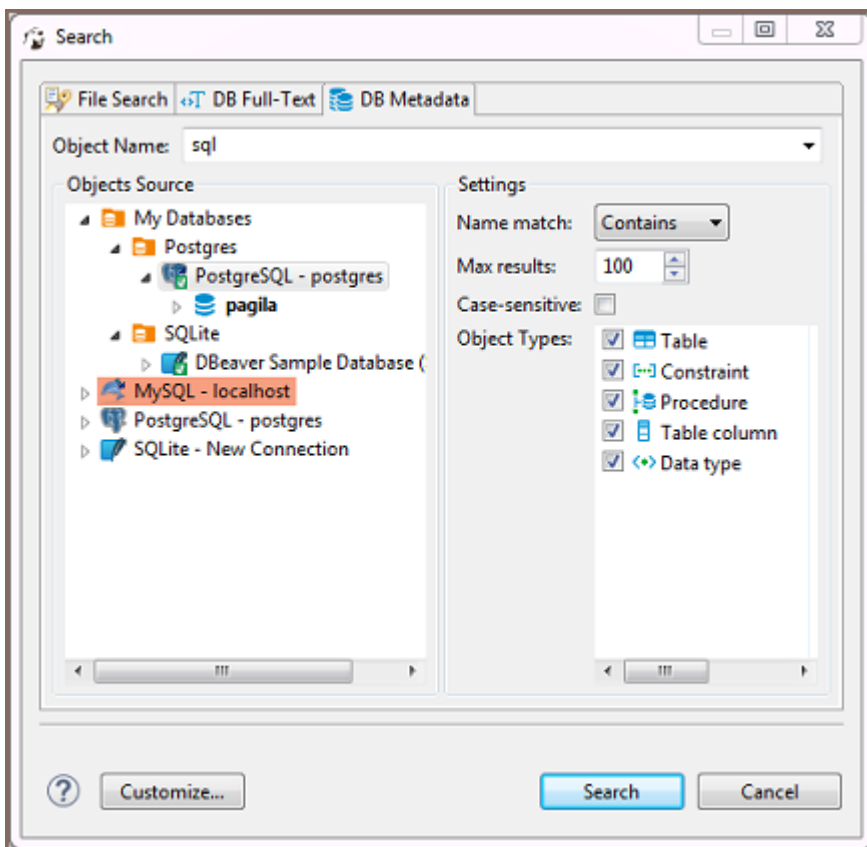 Search
File Search DB Full-Text DB Metadata
Object Name: sql
Objects Source
My Databases
Postgres
PostgreSQL - postgres
pagila
SQLite
DBeaver Sample Database (
MySQL - localhost
PostgreSQL - postgres
SQLite - New Connection
Settings
Name match: Contains
Max results: 100
Case-sensitive:
Object Types:
Table
Constraint
Procedure
Table column
Data type
Customize...
Search
Cancel